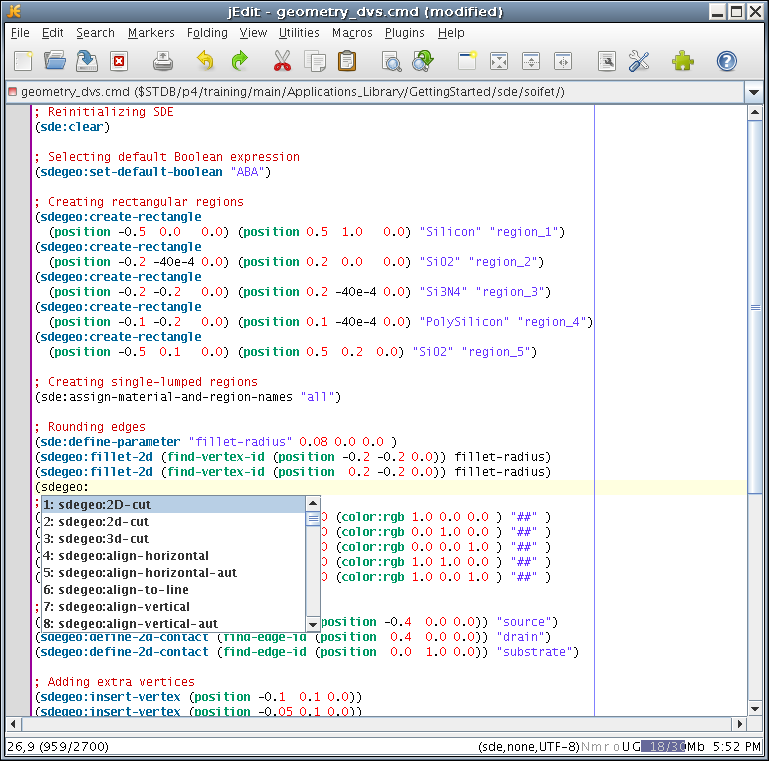 jEdit - geometry_dvs.cmd (modified)
File Edit Search Markers Folding View Utilities Macros Plugins Help
geometry_dvs.cmd ($STDB/p4/training/main/Applications_Library/GettingStarted/sde/soifet/)
; Reinitializing SDE
(sde:clear)
; Selecting default Boolean expression
(sdegeo:set-default-boolean "ABA")
; Creating rectangular regions
(sdegeo:create-rectangle
(position -0.5 0.0 0.0) (position 0.5 1.0 0.0) "Silicon" "region_1")
(sdegeo:create-rectangle
(position -0.2 -40e-4 0.0) (position 0.2 0.0 0.0) "SiO2" "region_2")
(sdegeo:create-rectangle
(position -0.2 -0.2 0.0) (position 0.2 -40e-4 0.0) "Si3N4" "region_3")
(sdegeo:create-rectangle
(position -0.1 -0.2 0.0) (position 0.1 -40e-4 0.0) "PolySilicon" "region_4")
(sdegeo:create-rectangle
(position -0.5 0.1 0.0) (position 0.5 0.2 0.0) "SiO2" "region_5")
; Creating single-lumped regions
(sde:assign-material-and-region-names "all")
; Rounding edges
(sde:define-parameter "fillet-radius" 0.08 0.0 0.0 )
(sdegeo:fillet-2d (find-vertex-id (position -0.2 -0.2 0.0)) fillet-radius)
(sdegeo:fillet-2d (find-vertex-id (position 0.2 -0.2 0.0)) fillet-radius)
(sdegeo:
;
1: sdegeo:2D-cut
( 0 (color:rgb 1.0 0.0 0.0 ) "##" )
2: sdegeo:2d-cut
( 0 (color:rgb 0.0 1.0 0.0 ) "##" )
3: sdegeo:3d-cut
( 0 (color:rgb 0.0 0.0 1.0 ) "##" )
4: sdegeo:align-horizontal
( 0 (color:rgb 1.0 1.0 0.0 ) "##" )
5: sdegeo:align-horizontal-aut
( 0 (color:rgb 1.0 0.0 1.0 ) "##" )
6: sdegeo:align-to-line
;
7: sdegeo:align-vertical
( position -0.4 0.0 0.0)) "source")
8: sdegeo:align-vertical-aut
(sdegeo:define-2d-contact (find-edge-id (position 0.4 0.0 0.0)) "drain")
(sdegeo:define-2d-contact (find-edge-id (position 0.0 1.0 0.0)) "substrate")
; Adding extra vertices
(sdegeo:insert-vertex (position -0.1 0.1 0.0))
(sdegeo:insert-vertex (position -0.05 0.1 0.0))
26,9 (959/2700) (sde,none,UTF-8)Nmr oUG 18/30Mb 5:52 PM